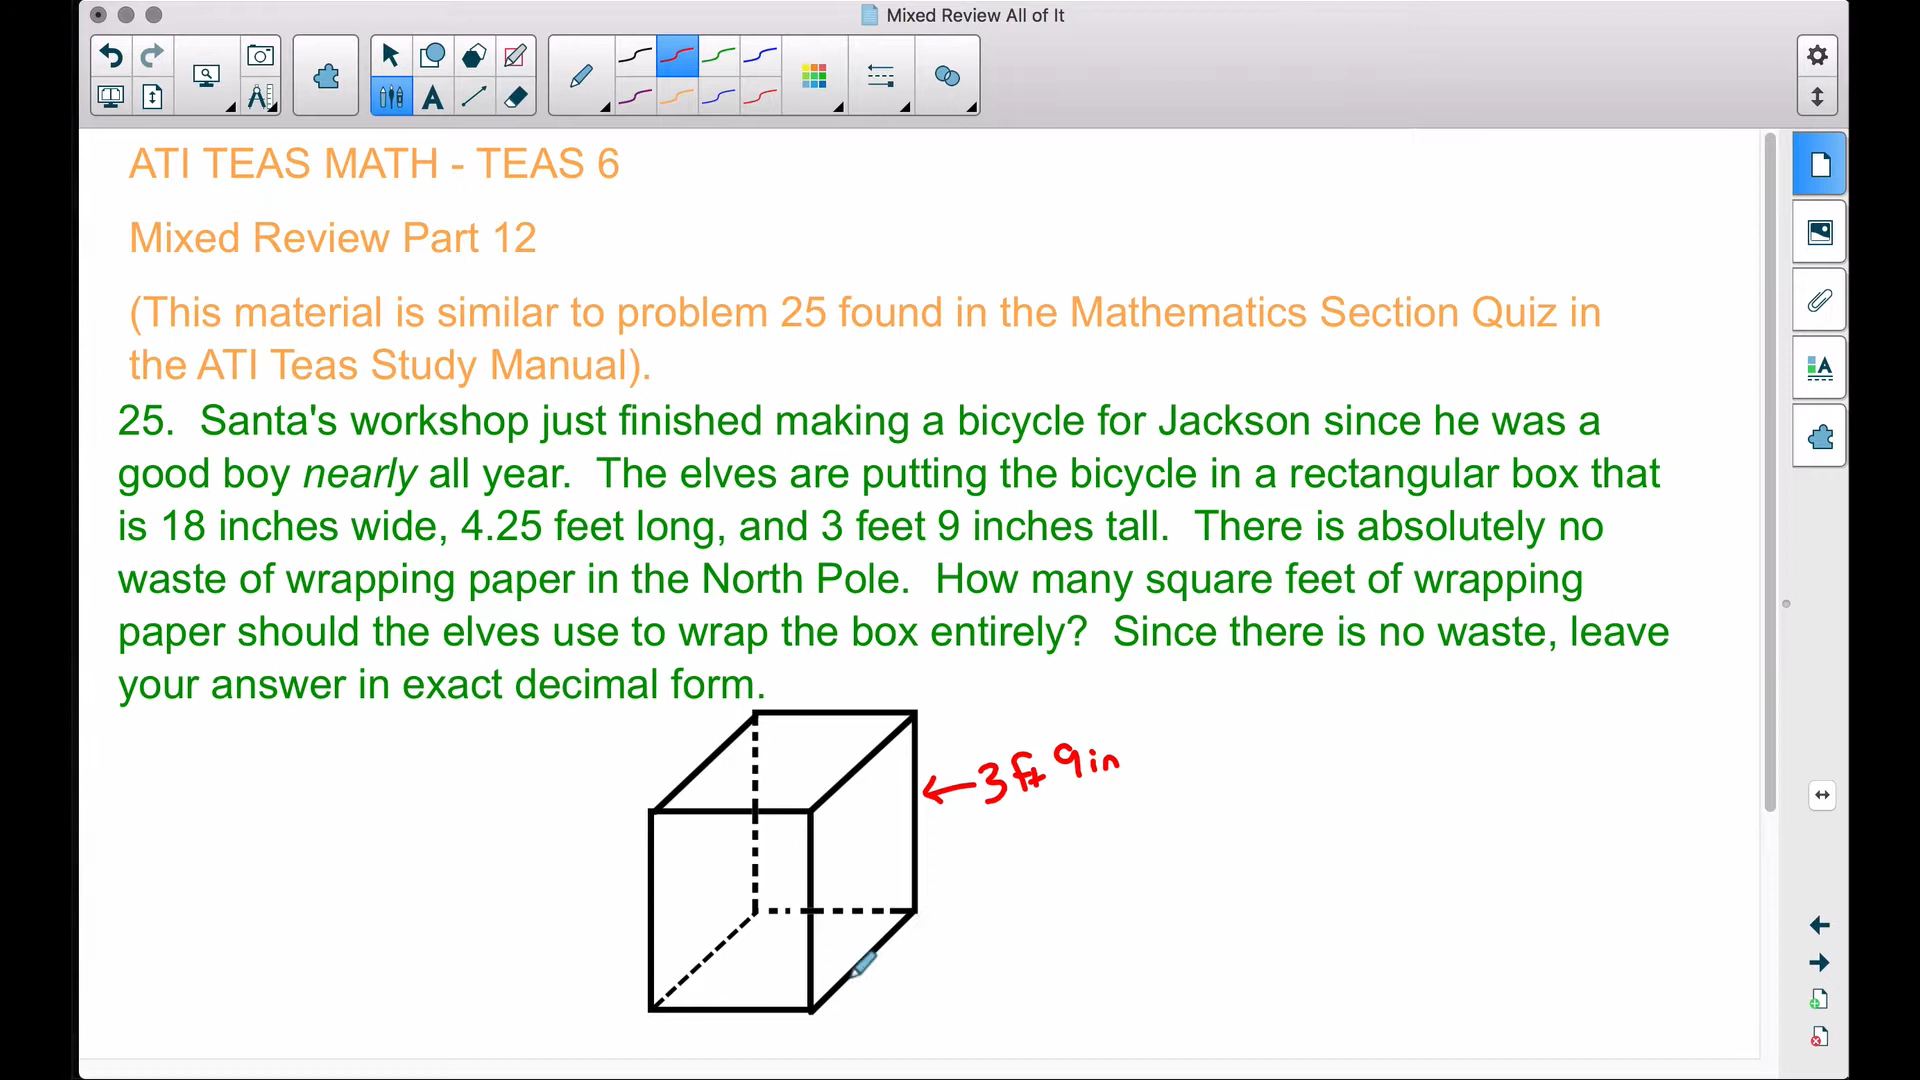 Mixed Review All of It
ATI TEAS MATH - TEAS 6
Mixed Review Part 12
(This material is similar to problem 25 found in the Mathematics Section Quiz in
the ATI Teas Study Manual).
25.  Santa's workshop just finished making a bicycle for Jackson since he was a
good boy nearly all year.  The elves are putting the bicycle in a rectangular box that
is 18 inches wide, 4.25 feet long, and 3 feet 9 inches tall.  There is absolutely no
waste of wrapping paper in the North Pole.  How many square feet of wrapping
paper should the elves use to wrap the box entirely?  Since there is no waste, leave
your answer in exact decimal form.
3 ft 9 in